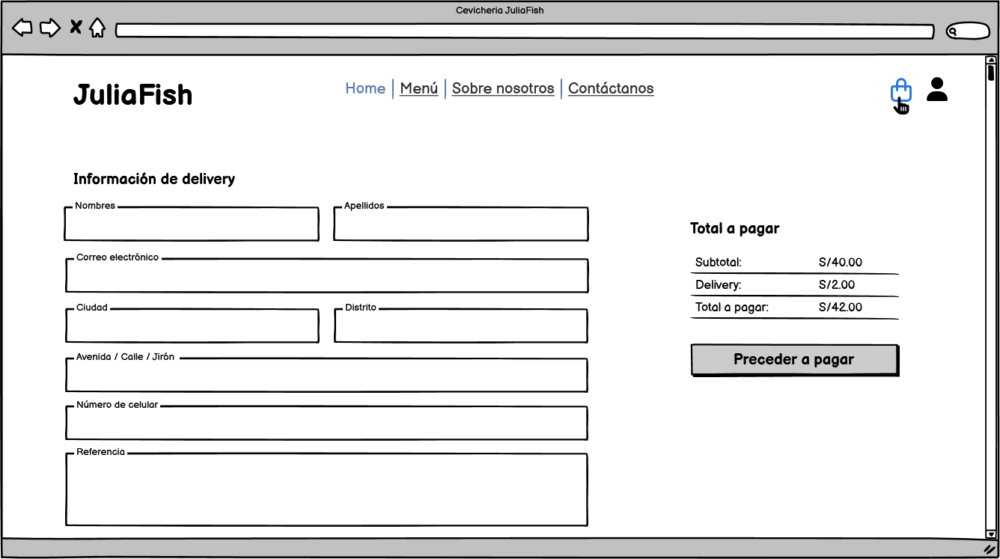 Cevicheria JuliaFish
JuliaFish
Home Menú Sobre nosotros Contáctanos
Información de delivery
Nombres Apellidos
Correo electrónico
Ciudad Distrito
Avenida / Calle / Jirón
Número de celular
Referencia
Total a pagar
Subtotal: S/40.00
Delivery: S/2.00
Total a pagar: S/42.00
Preceder a pagar